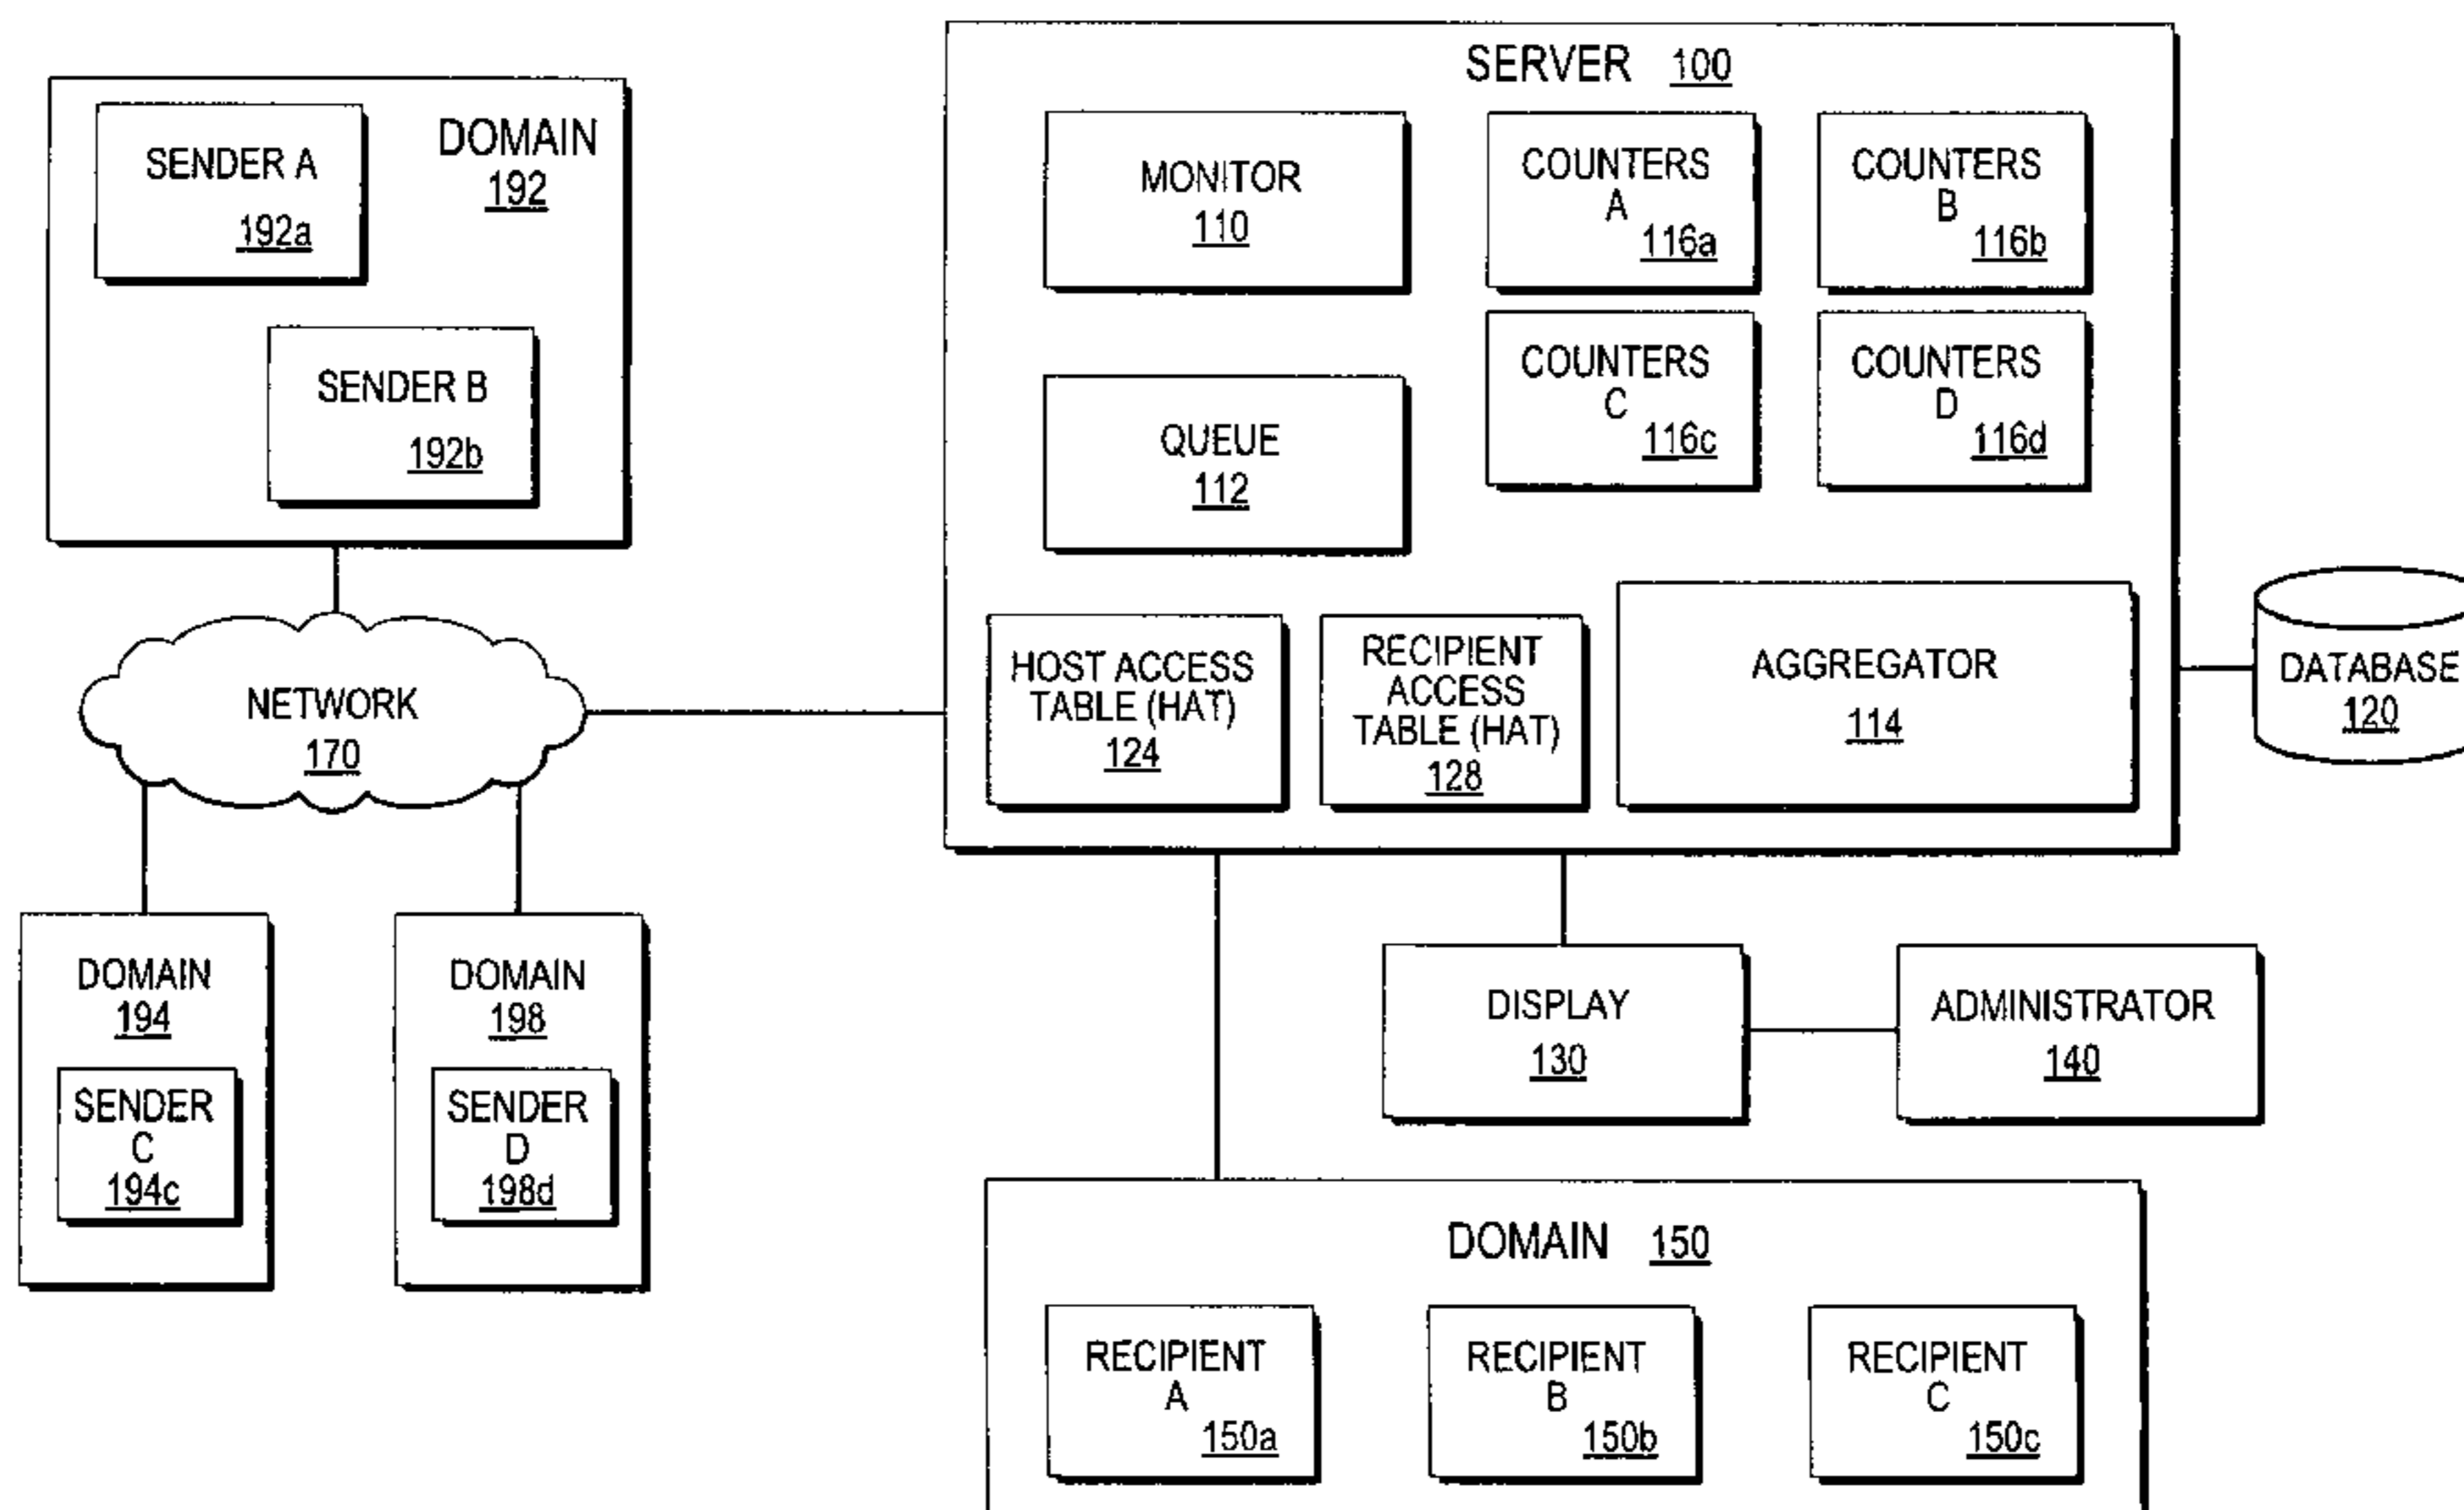 SERVER 100
DOMAIN
192
SENDER A
192a
SENDER B
192b
MONITOR
110
COUNTERS
A
116a
COUNTERS
B
116b
QUEUE
112
COUNTERS
C
116c
COUNTERS
D
116d
HOST ACCESS
TABLE (HAT)
124
RECIPIENT
ACCESS
TABLE (HAT)
128
AGGREGATOR
114
DATABASE
120
NETWORK
170
DOMAIN
194
SENDER
C
194c
DOMAIN
198
SENDER
D
198d
DISPLAY
130
ADMINISTRATOR
140
DOMAIN 150
RECIPIENT
A
150a
RECIPIENT
B
150b
RECIPIENT
C
150c